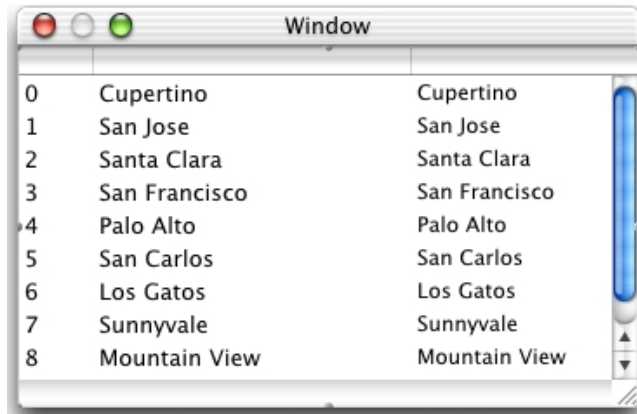 Window
0 Cupertino Cupertino
1 San Jose San Jose
2 Santa Clara Santa Clara
3 San Francisco San Francisco
4 Palo Alto Palo Alto
5 San Carlos San Carlos
6 Los Gatos Los Gatos
7 Sunnyvale Sunnyvale
8 Mountain View Mountain View